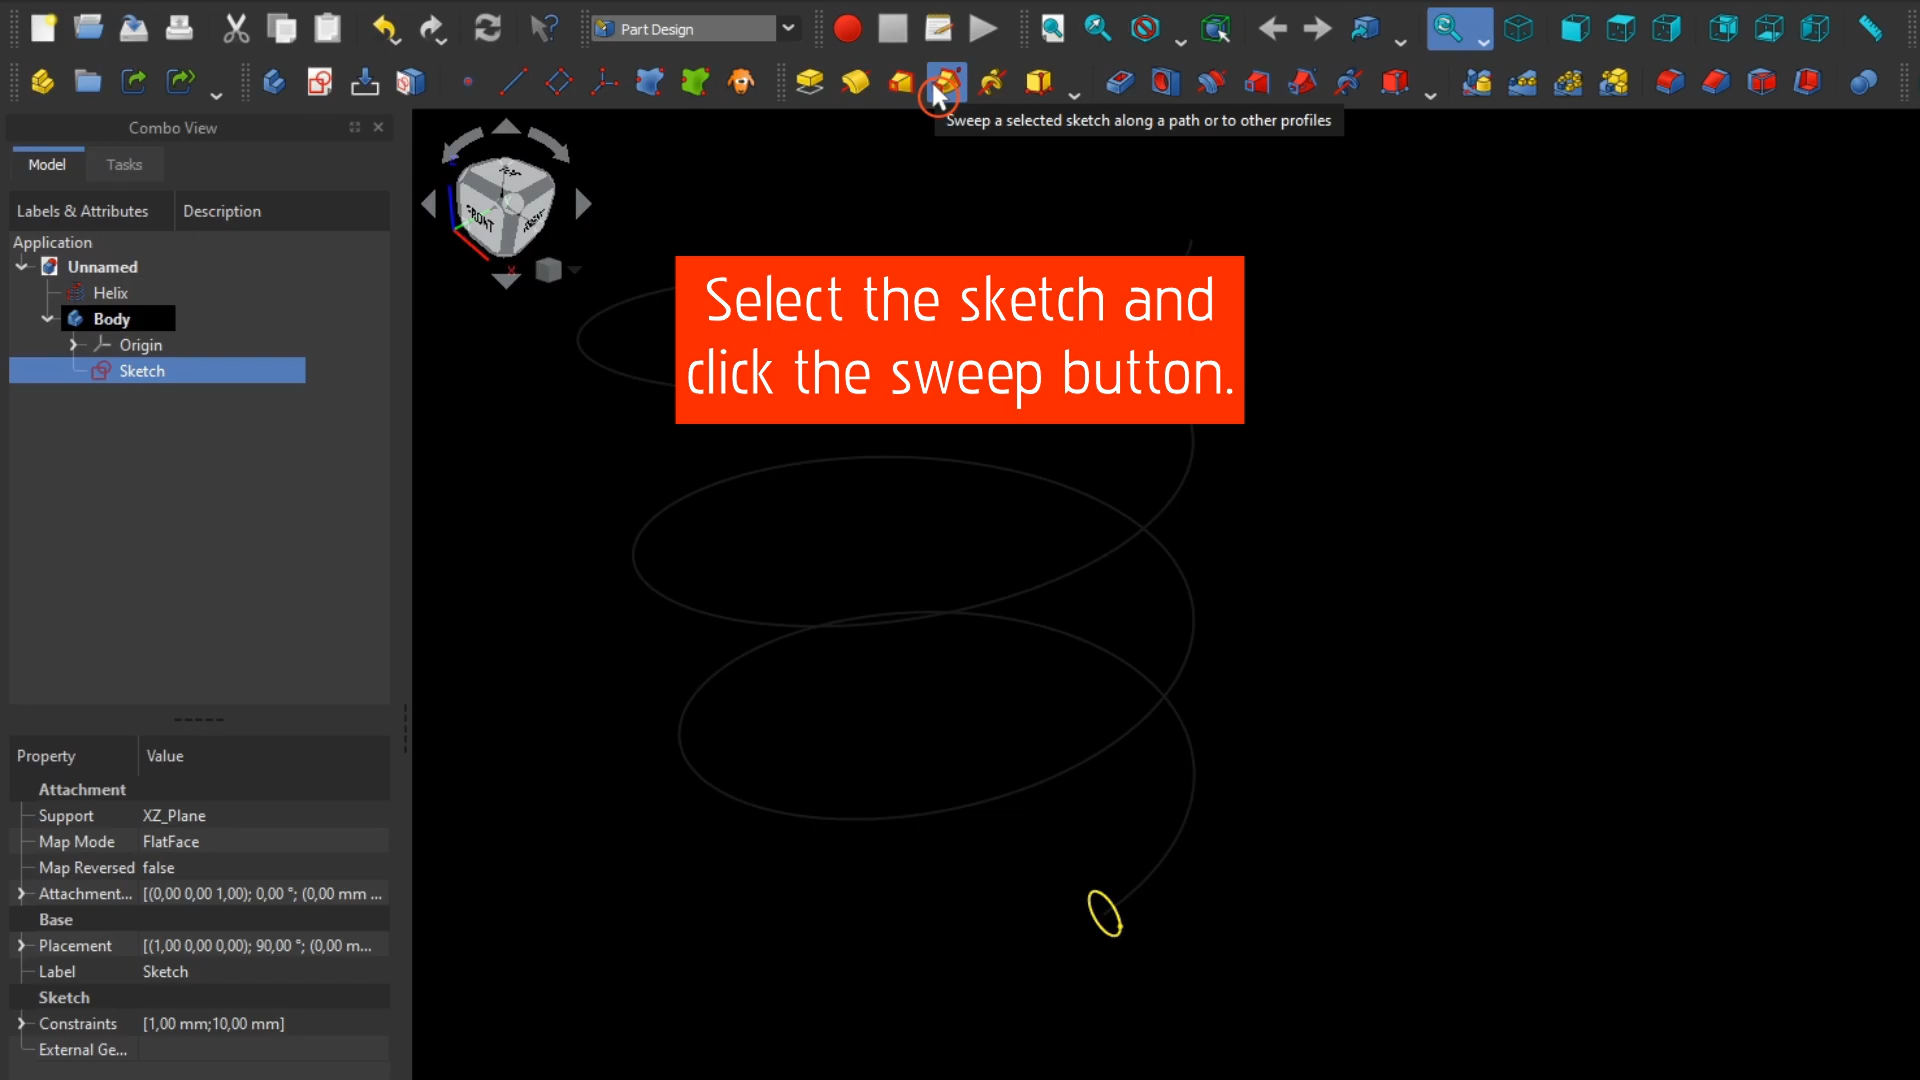 Part Design
Sweep a selected sketch along a path or to other profiles
Combo View
Model
Tasks
Labels & Attributes
Description
Application
Unnamed
Helix
Body
Origin
Sketch
Select the sketch and
click the sweep button.
FRONT
Property
Value
Attachment
Support
XZ_Plane
Map Mode
FlatFace
Map Reversed
false
Attachment...
[(0,00 0,00 1,00); 0,00 °; (0,00 mm ...
Base
Placement
[(1,00 0,00 0,00); 90,00 °; (0,00 m...
Label
Sketch
Sketch
Constraints
[1,00 mm;10,00 mm]
External Ge...